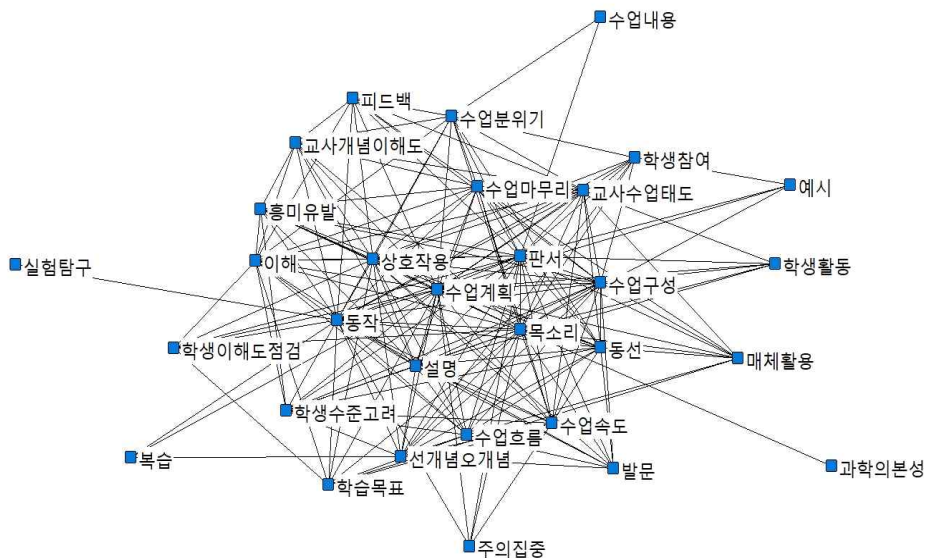 수업내용
피드백
수업분위기
교사개념이해도
학생참여
수업마무리
교사수업태도
예시
흥미유발
이해
상호작용
판서
실험탐구
학생활동
수업계획
수업구성
동작
목소리
학생이해도점검
동선
설명
매체활용
학생수준고려
수업흐름
수업속도
복습
선개념오개념
발문
과학의본성
학습목표
주의집중